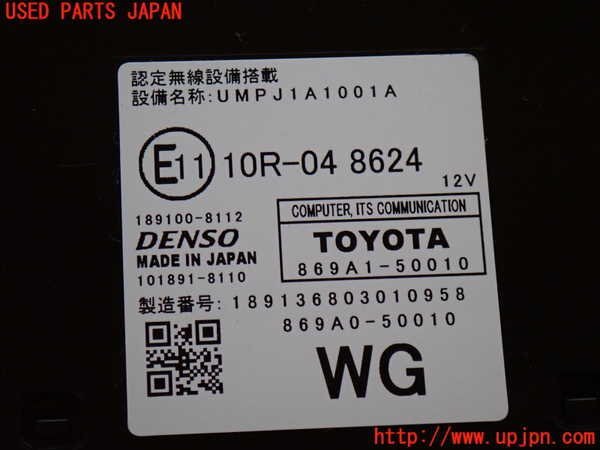 USED PARTS JAPAN
認定無線設備搭載
設備名称:UMPJ1A1001A
E11 10R-04 8624
12V
189100-8112
DENSO
MADE IN JAPAN
101891-8110
COMPUTER, ITS COMMUNICATION
TOYOTA
869A1-50010
製造番号:189136803010958
869A0-50010
WG
http://www.upjpn.com/